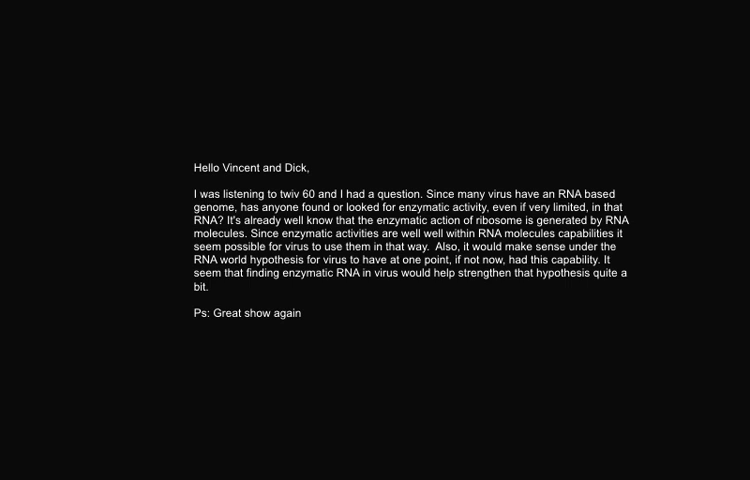 Hello Vincent and Dick,
I was listening to twiv 60 and I had a question. Since many virus have an RNA based
genome, has anyone found or looked for enzymatic activity, even if very limited, in that
RNA? It's already well know that the enzymatic action of ribosome is generated by RNA
molecules. Since enzymatic activities are well well within RNA molecules capabilities it
seem possible for virus to use them in that way.  Also, it would make sense under the
RNA world hypothesis for virus to have at one point, if not now, had this capability. It
seem that finding enzymatic RNA in virus would help strengthen that hypothesis quite a
bit.
Ps: Great show again